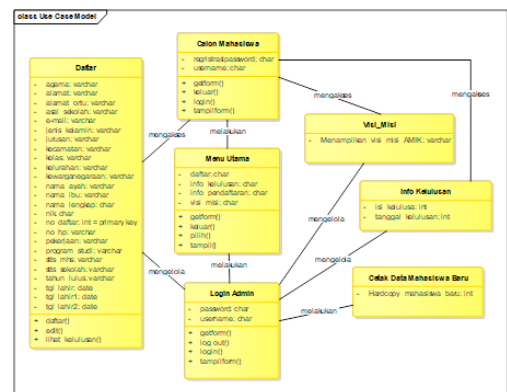 class Use Case Model
Daftar
- agama: varchar
- alamat: varchar
- alamat ortu: varchar
- asal sekolah: varchar
- e-mail: varchar
- jenis kelamin: varchar
- jurusan: varchar
- kecamatan: varchar
- kelas: varchar
- kelurahan: varchar
- kewarganegaraan: varchar
- nama ayah: varchar
- nama ibu: varchar
- nama lengkap: char
- nik: char
- no daftar: int = primary key
- no hp: varchar
- pekerjaan: varchar
- program studi: varchar
- stts mhs: varchar
- stts sekolah: varchar
- tahun lulus: varchar
- tgl lahir: date
- tgl lahir1: date
- tgl lahir2: date
+ daftar()
+ edit()
+ lihat kelulusan()
Calon Mahasiswa
- registrasipassword: char
- username: char
+ getform()
+ keluar()
+ login()
+ tampilform()
mengakses
melakukan
mengakses
mengakses
Menu Utama
- daftar: char
- info kelulusan: char
- info pendaftaran: char
- visi misi: char
+ getform()
+ keluar()
+ pilih()
+ tampil()
Visi_Misi
- Menampilkan visi misi AMIK: varchar
Info Kelulusan
- isi kelulusa: int
- tanggal kelulusan: int
mengelola
melakukan
mengelola
mengelola
Login Admin
- password: char
- username: char
+ getform()
+ log out()
+ login()
+ tampilform()
melakukan
Cetak Data Mahasiswa Baru
- Hardcopy mahasiswa baru: int